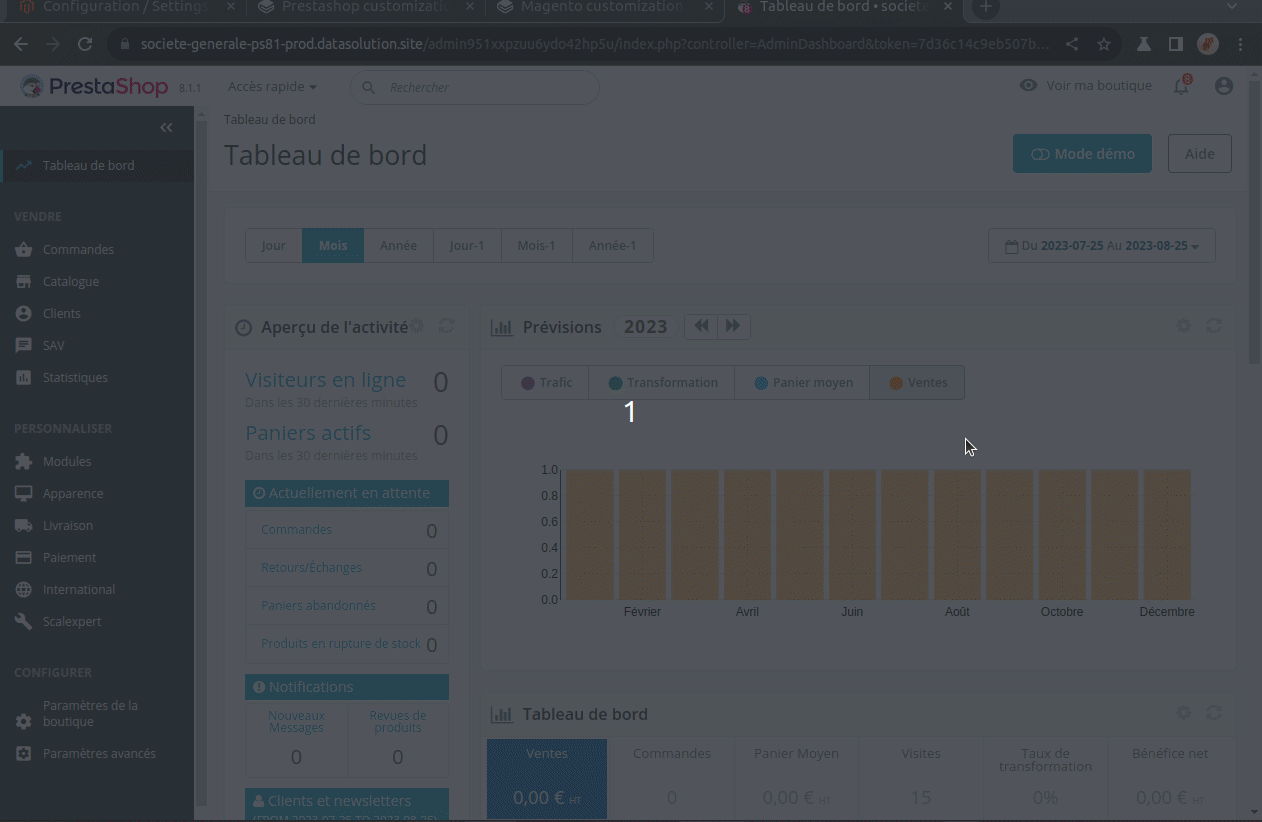 Configuration / Settings
Prestashop customizati
Magento customization
Tableau de bord • societe
societe-generale-ps81-prod.datasolution.site/admin951xxpzuu6ydo42hp5u/index.php?controller=AdminDashboard&token=7d36c14c9eb507b...
PrestaShop 8.1.1
Accès rapide
Rechercher
Voir ma boutique
8
Tableau de bord
Tableau de bord
Mode démo
Aide
Tableau de bord
VENDRE
Commandes
Catalogue
Clients
SAV
Statistiques
PERSONNALISER
Modules
Apparence
Livraison
Paiement
International
Scalexpert
CONFIGURER
Paramètres de la
boutique
Paramètres avancés
Jour
Mois
Année
Jour-1
Mois-1
Année-1
Du 2023-07-25 Au 2023-08-25
Aperçu de l'activité
Visiteurs en ligne 0
Dans les 30 dernières minutes
Paniers actifs 0
Dans les 30 dernières minutes
Actuellement en attente
Commandes 0
Retours/Échanges 0
Paniers abandonnés 0
Produits en rupture de stock 0
Notifications
Nouveaux
Messages
0
Revues de
produits
0
Clients et newsletters
(FROM 2023-07-25 TO 2023-08-25)
Prévisions 2023
Trafic
Transformation
Panier moyen
Ventes
1
1.0
0.8
0.6
0.4
0.2
0.0
Février
Avril
Juin
Août
Octobre
Décembre
Tableau de bord
Ventes
0,00 € HT
Commandes
0
Panier Moyen
0,00 € HT
Visites
15
Taux de
transformation
0%
Bénéfice net
0,00 € HT